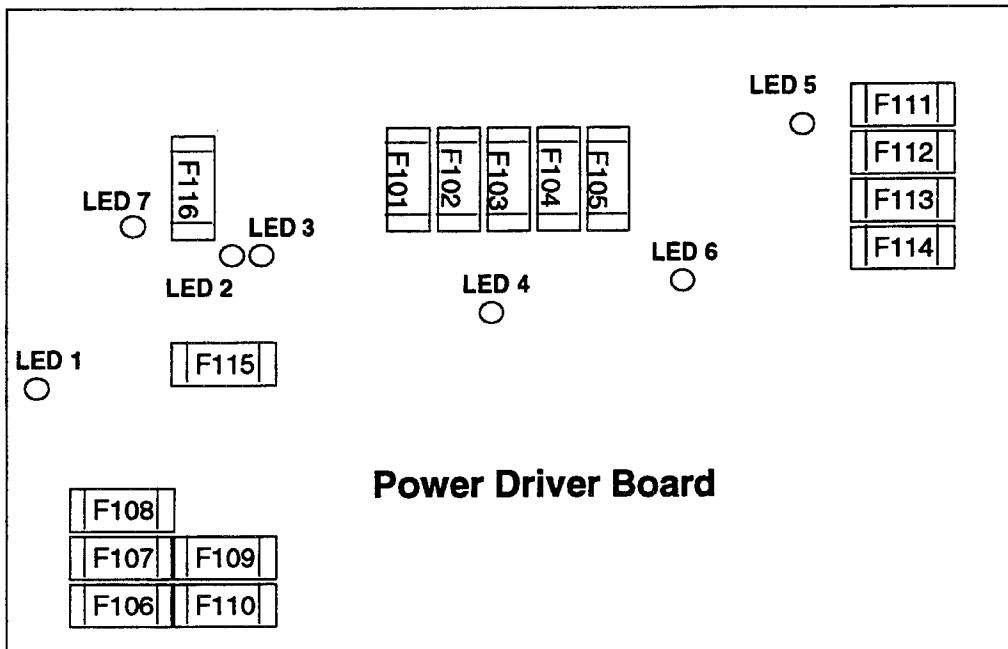 LED 5
F111
F112
F113
F114
F116
F101
F102
F103
F104
F105
LED 7
LED 3
LED 2
LED 6
LED 4
LED 1
F115
Power Driver Board
F108
F107
F109
F106
F110